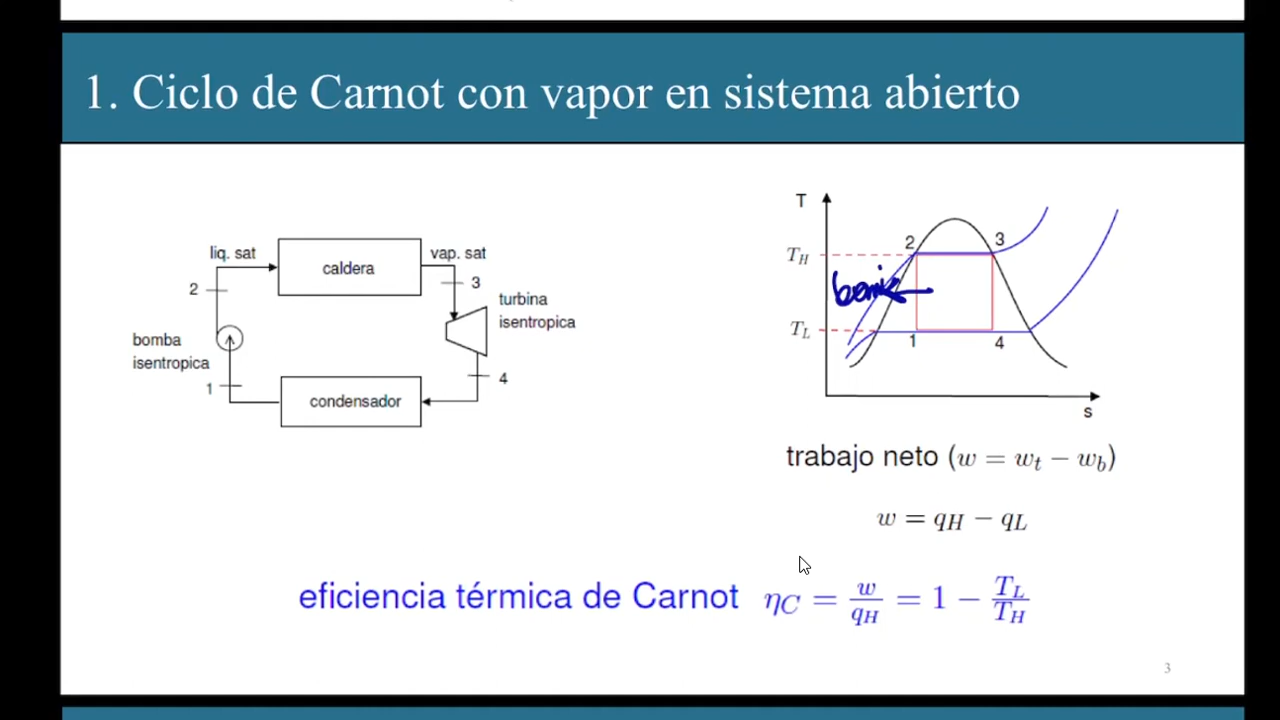 1. Ciclo de Carnot con vapor en sistema abierto
liq. sat
caldera
vap. sat
2
3
turbina
isentropica
bomba
isentropica
1
condensador
4
T
T_H
2
3
T_L
1
4
s
trabajo neto (w = w_t − w_b)
w = q_H − q_L
eficiencia térmica de Carnot η_C = w/q_H = 1 − T_L/T_H
3